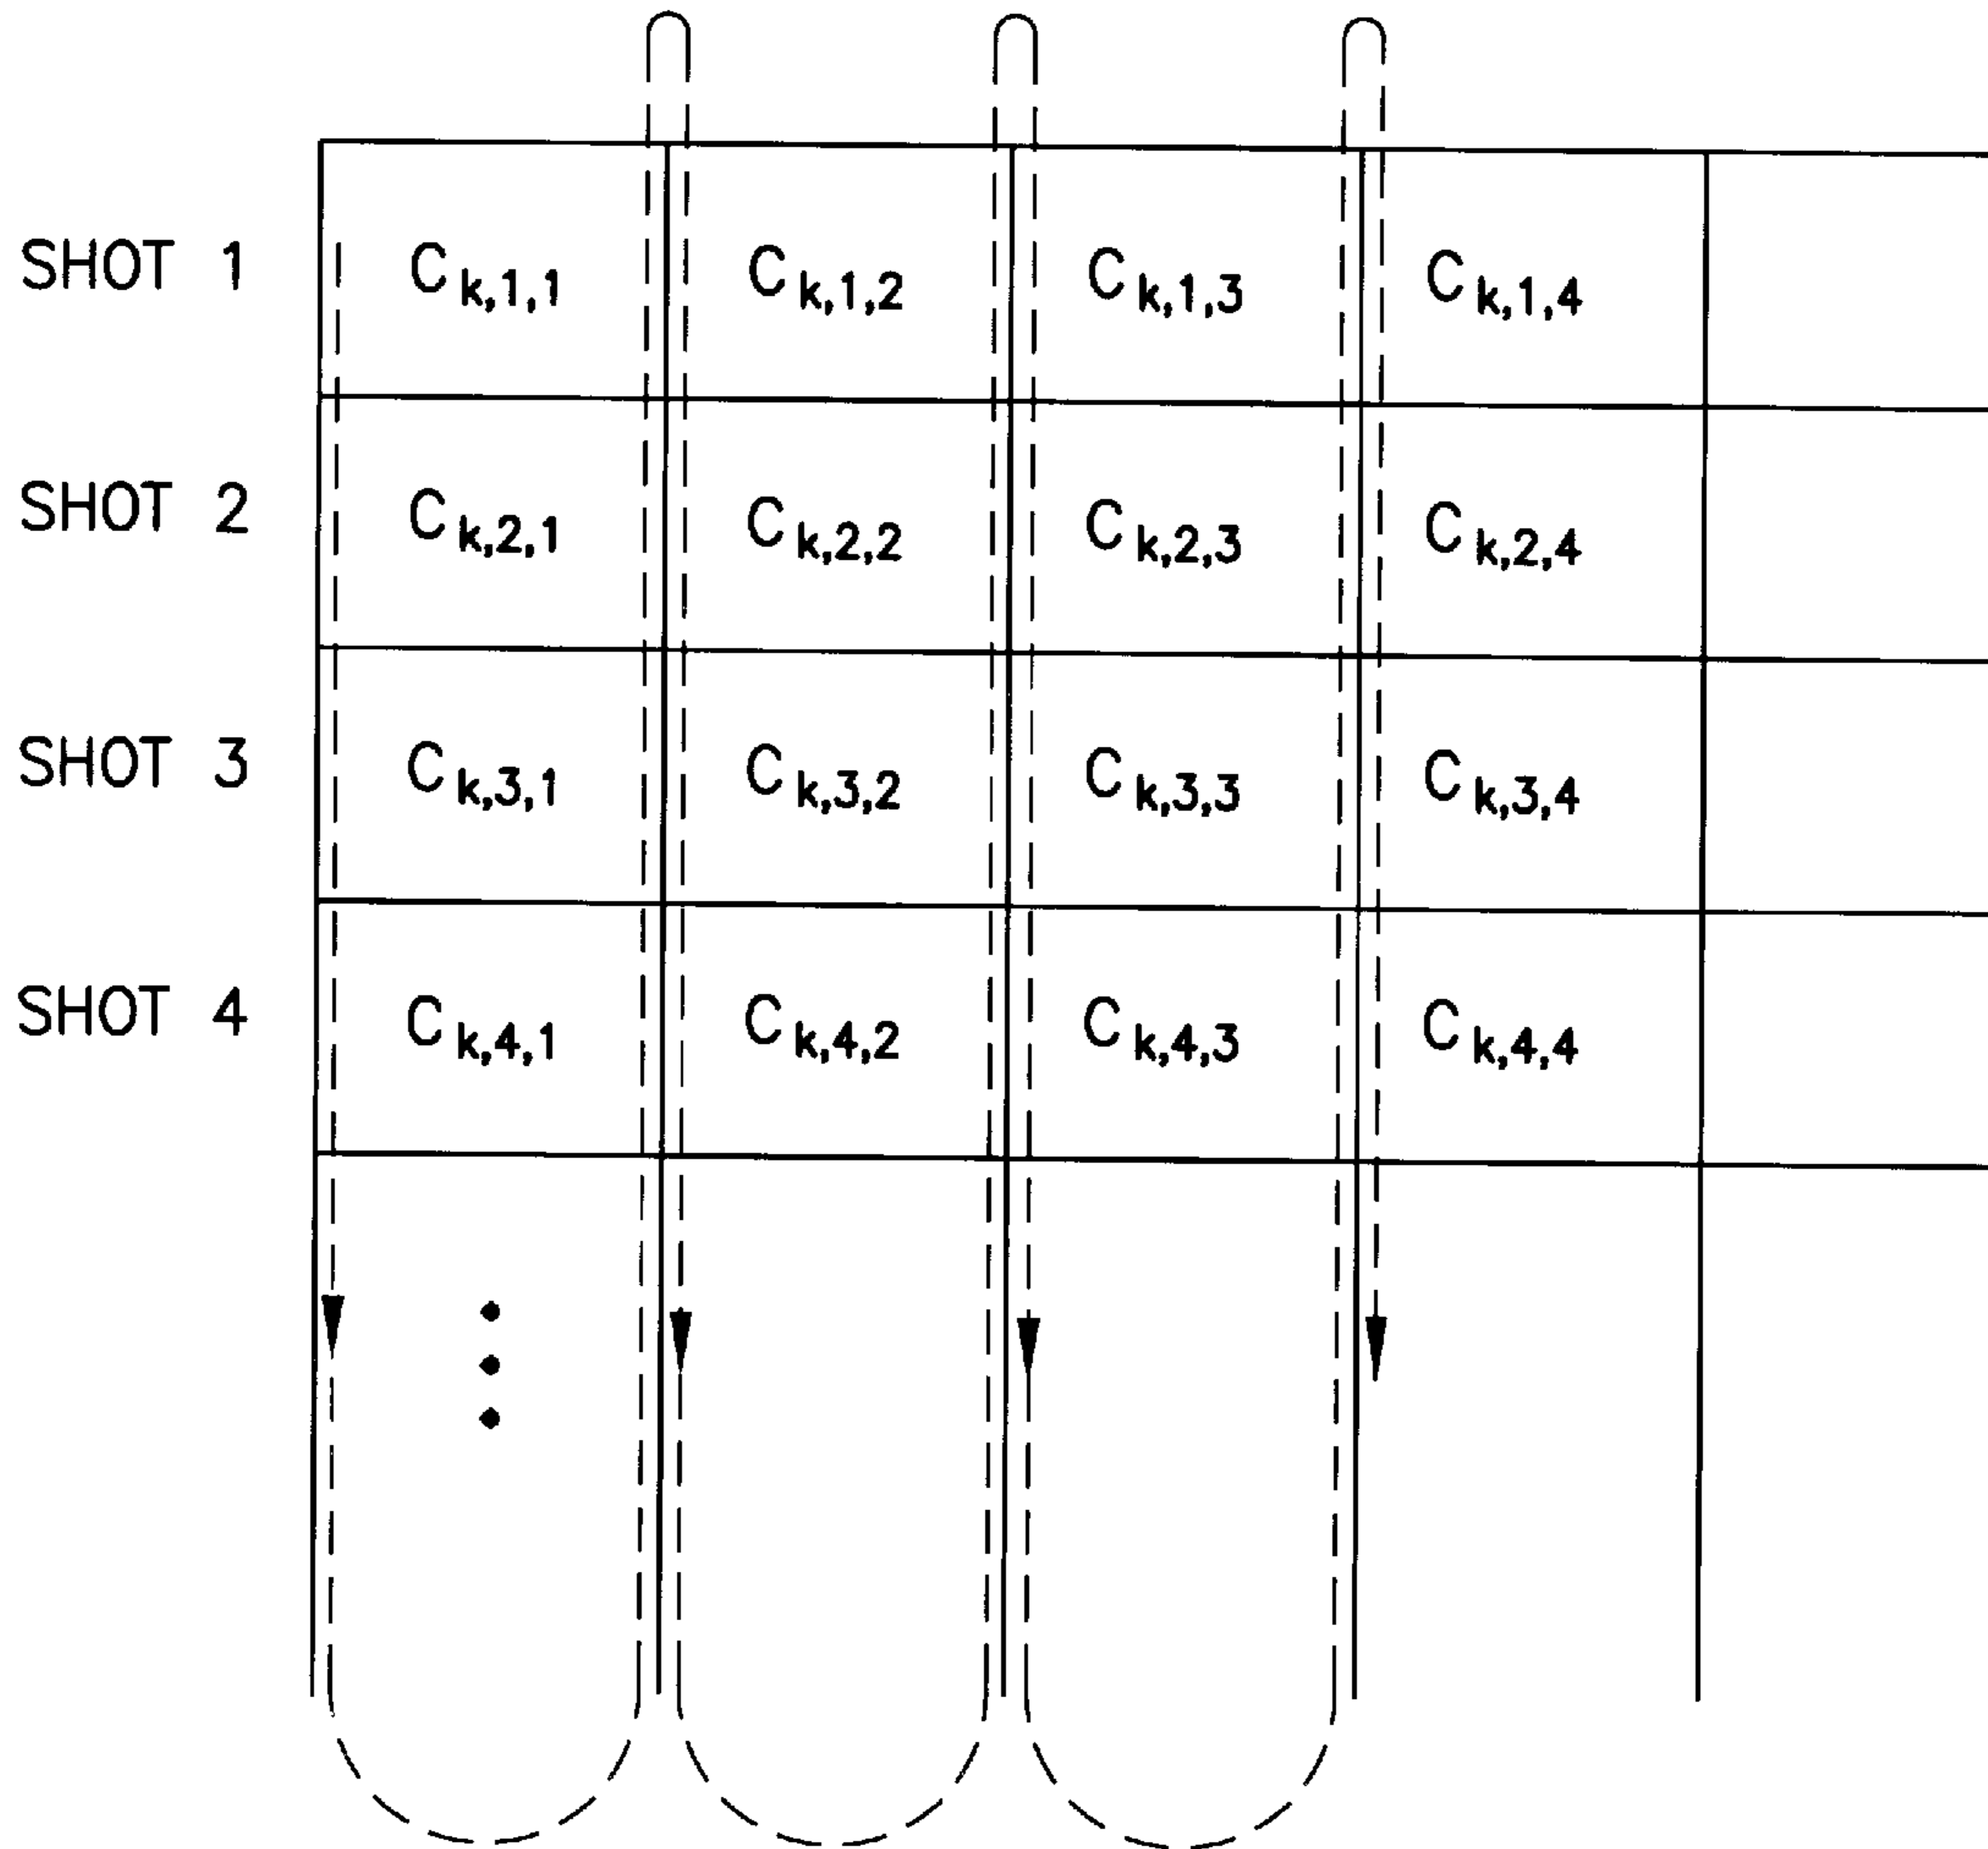 SHOT 1 C k,1,1 C k,1,2 C k,1,3 C k,1,4
SHOT 2 C k,2,1 C k,2,2 C k,2,3 C k,2,4
SHOT 3 C k,3,1 C k,3,2 C k,3,3 C k,3,4
SHOT 4 C k,4,1 C k,4,2 C k,4,3 C k,4,4